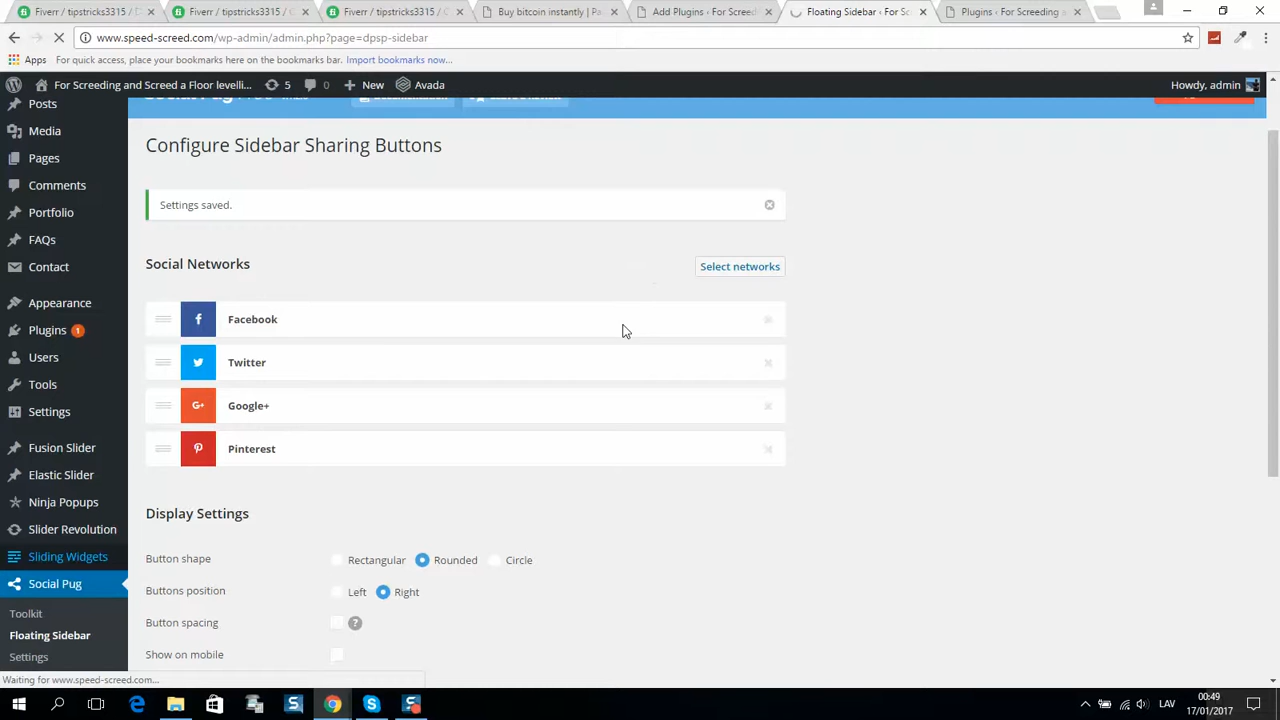 Fiverr / tipstricks3315 / D
Fiverr / tipstricks3315 / D
Fiverr / tipstricks3315 /
Buy bitcoin instantly | Pa
Add Plugins ‹ For Screed
Floating Sidebar ‹ For Sc
Plugins ‹ For Screeding a
www.speed-screed.com/wp-admin/admin.php?page=dpsp-sidebar
Apps For quick access, place your bookmarks here on the bookmarks bar. Import bookmarks now...
For Screeding and Screed a Floor levelli... 5 0 New Avada Howdy, admin
Posts
Media
Pages
Comments
Portfolio
FAQs
Contact
Appearance
Plugins 1
Users
Tools
Settings
Fusion Slider
Elastic Slider
Ninja Popups
Slider Revolution
Sliding Widgets
Social Pug
Toolkit
Floating Sidebar
Settings
Configure Sidebar Sharing Buttons
Settings saved.
Social Networks
Select networks
Facebook
Twitter
G+ Google+
Pinterest
Display Settings
Button shape Rectangular Rounded Circle
Buttons position Left Right
Button spacing ?
Show on mobile
Waiting for www.speed-screed.com...
LAV
00:49
17/01/2017